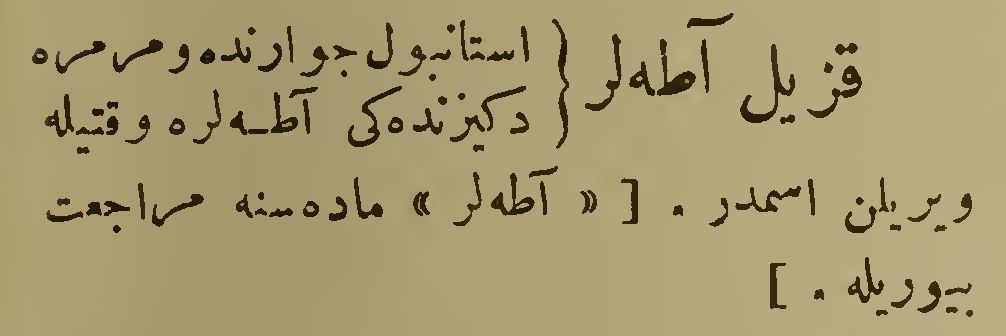 قزیل آطه‌لر { استانبول جوارنده و مرمره
دکیزنده‌کی آطه‌لره وقتیله
ویریلن اسمدر . [ « آطه‌لر » ماده‌سنه مراجعت
بیوریله . ]